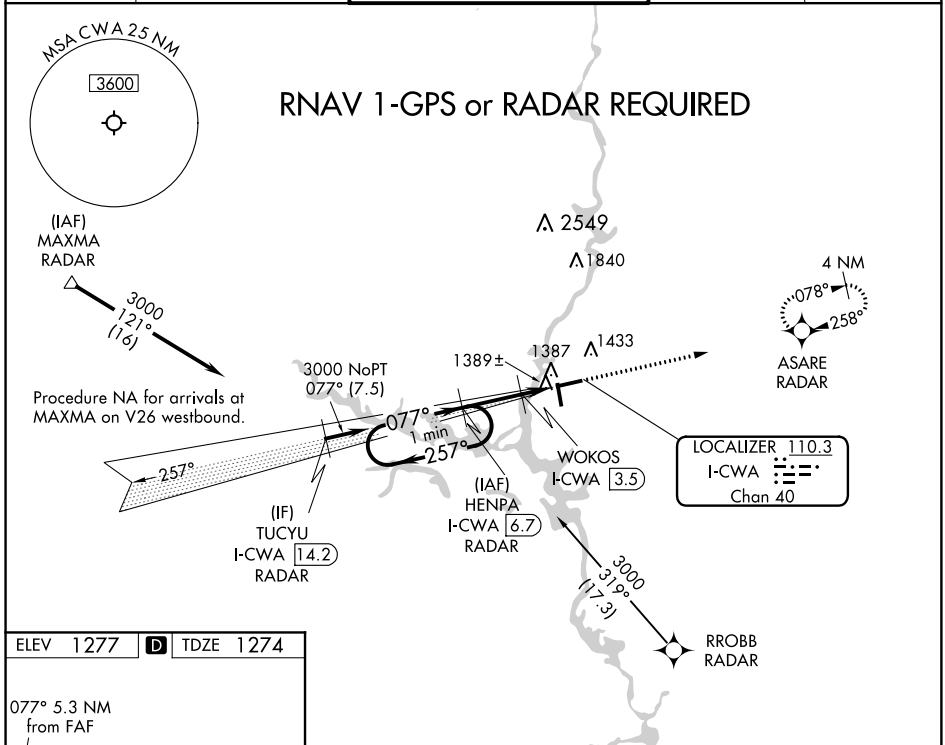 MSA CWA 25 NM
3600
RNAV 1-GPS or RADAR REQUIRED
(IAF)
MAXMA
RADAR
3000
121°
(16)
Procedure NA for arrivals at
MAXMA on V26 westbound.
2549
1840
1433
1387
1389±
4 NM
078°
258°
ASARE
RADAR
3000 NoPT
077° (7.5)
077°
1 min
257°
257°
(IF)
TUCYU
I-CWA 14.2
RADAR
(IAF)
HENPA
I-CWA 6.7
RADAR
WOKOS
I-CWA 3.5
LOCALIZER 110.3
I-CWA
Chan 40
3000
319°
(17.3)
RROBB
RADAR
ELEV 1277 D TDZE 1274
077° 5.3 NM
from FAF